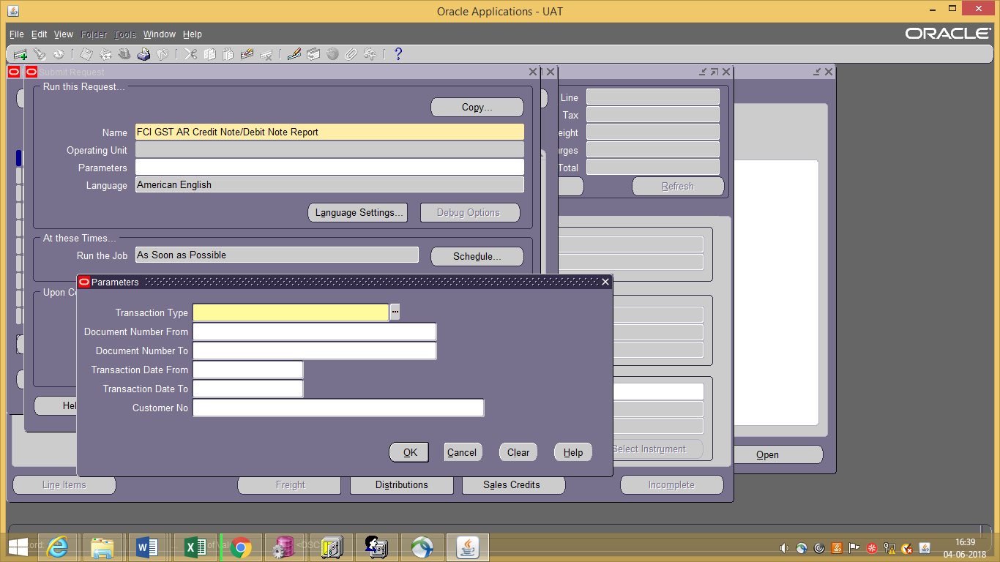 Oracle Applications - UAT
File Edit View Folder Tools Window Help
ORACLE
Submit Request
Run this Request...
Copy...
Name FCI GST AR Credit Note/Debit Note Report
Operating Unit
Parameters
Language American English
Language Settings... Debug Options
At these Times...
Run the Job As Soon as Possible Schedule...
Line
Tax
eight
rges
Total
Refresh
Upon Co
Hel
Parameters
Transaction Type ...
Document Number From
Document Number To
Transaction Date From
Transaction Date To
Customer No
OK Cancel Clear Help
Select Instrument
Open
Line Items Freight Distributions Sales Credits Incomplete
16:39
04-06-2018